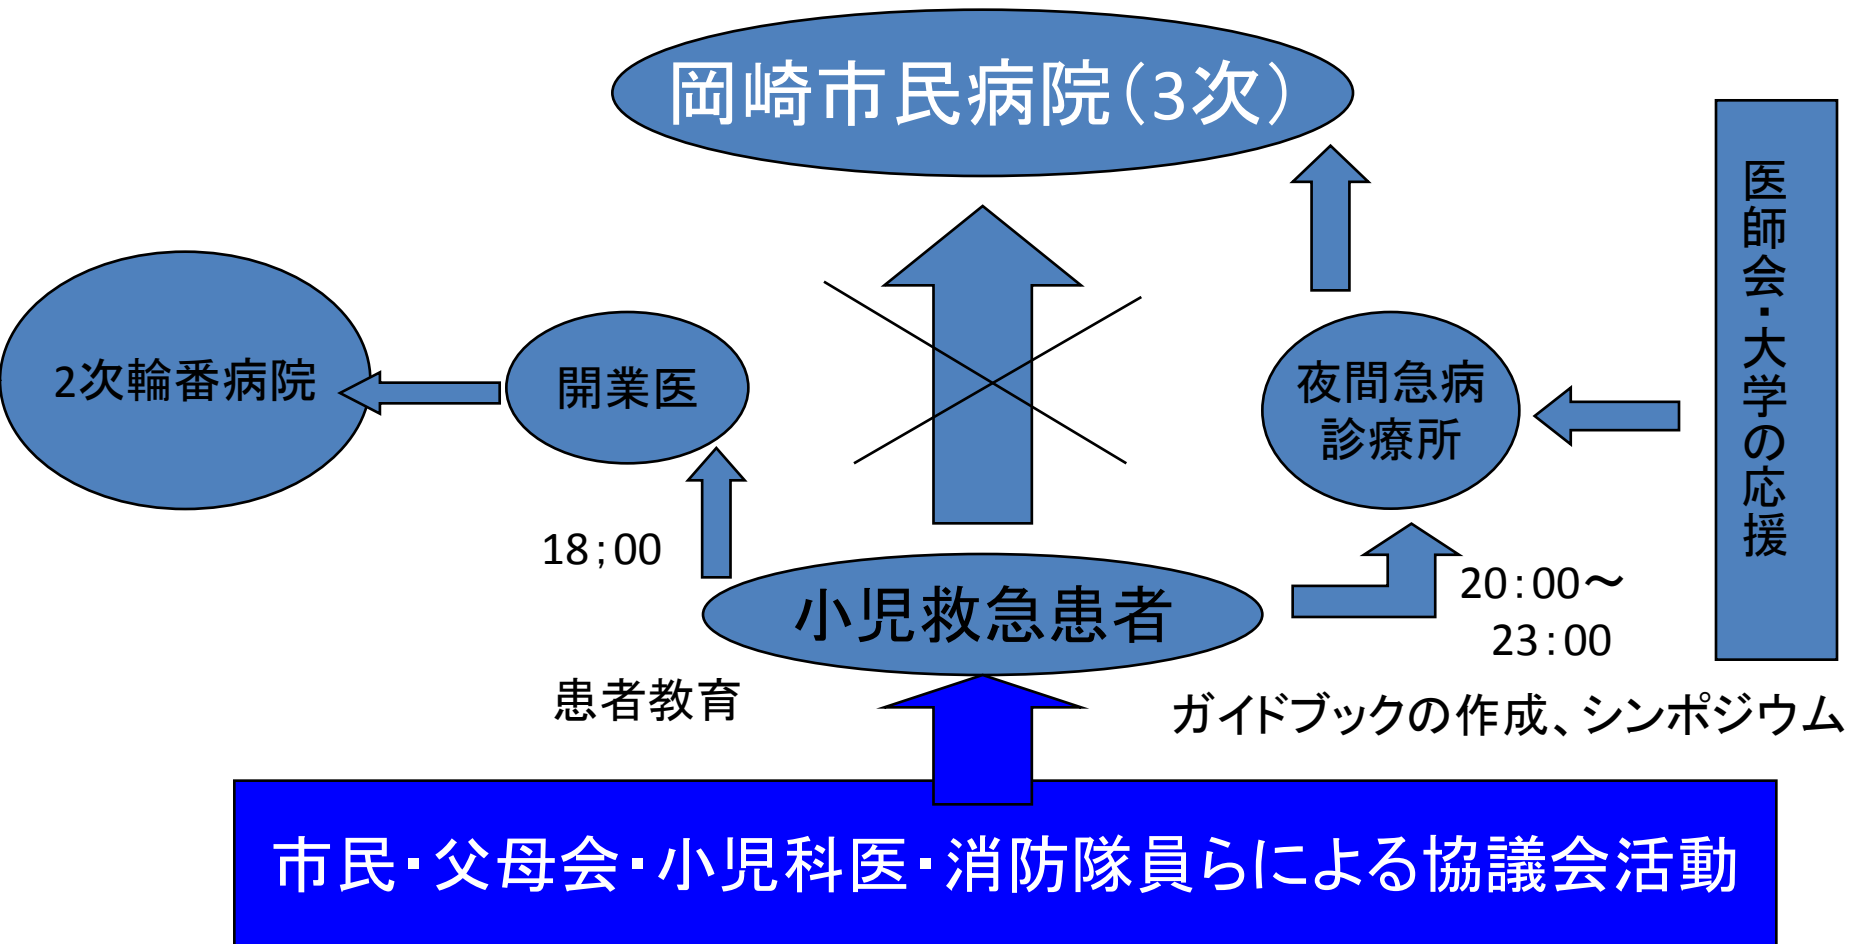 岡崎市民病院（3次）
医師会・大学の応援
2次輪番病院
開業医
夜間急病
診療所
18；00
小児救急患者
20：00～
23：00
患者教育
ガイドブックの作成、シンポジウム
市民・父母会・小児科医・消防隊員らによる協議会活動